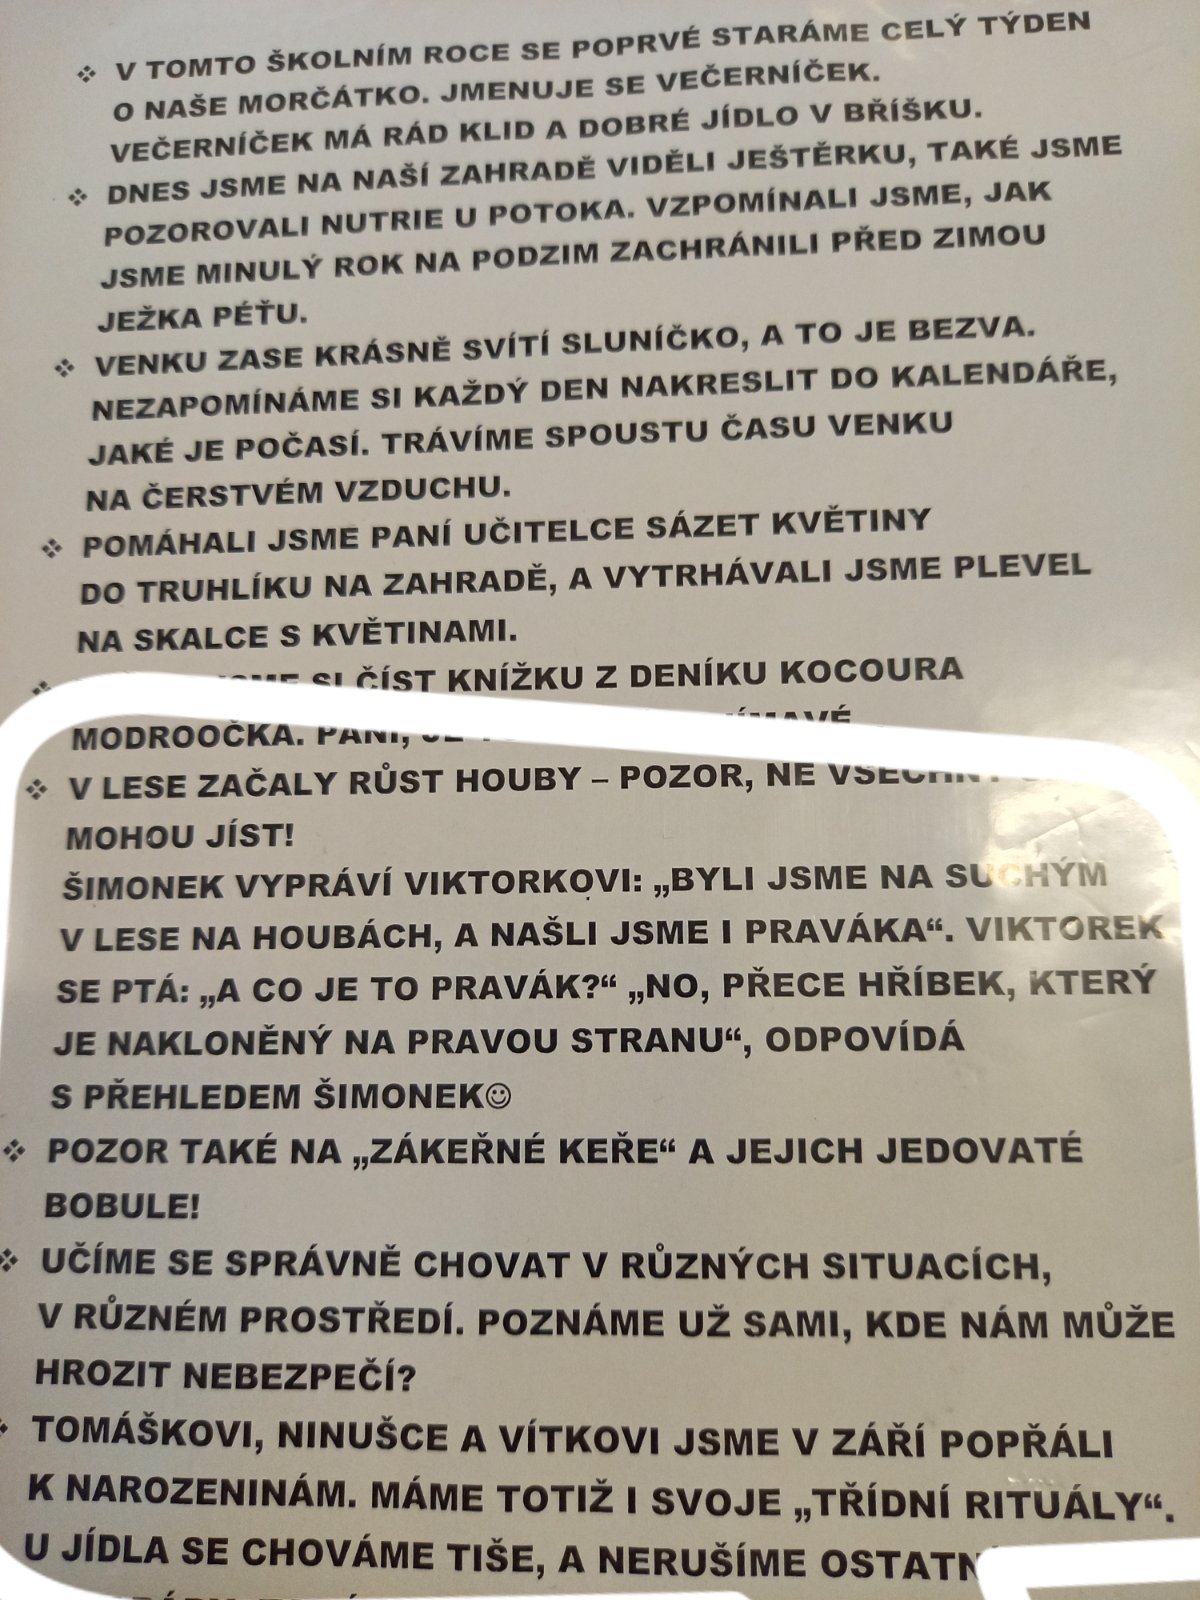 ❖ V TOMTO ŠKOLNÍM ROCE SE POPRVÉ STARÁME CELÝ TÝDEN
O NAŠE MORČÁTKO. JMENUJE SE VEČERNÍČEK.
VEČERNÍČEK MÁ RÁD KLID A DOBRÉ JÍDLO V BŘÍŠKU.
❖ DNES JSME NA NAŠÍ ZAHRADĚ VIDĚLI JEŠTĚRKU, TAKÉ JSME
POZOROVALI NUTRIE U POTOKA. VZPOMÍNALI JSME, JAK
JSME MINULÝ ROK NA PODZIM ZACHRÁNILI PŘED ZIMOU
JEŽKA PÉŤU.
❖ VENKU ZASE KRÁSNĚ SVÍTÍ SLUNÍČKO, A TO JE BEZVA.
NEZAPOMÍNÁME SI KAŽDÝ DEN NAKRESLIT DO KALENDÁŘE,
JAKÉ JE POČASÍ. TRÁVÍME SPOUSTU ČASU VENKU
NA ČERSTVÉM VZDUCHU.
❖ POMÁHALI JSME PANÍ UČITELCE SÁZET KVĚTINY
DO TRUHLÍKU NA ZAHRADĚ, A VYTRHÁVALI JSME PLEVEL
NA SKALCE S KVĚTINAMI.
❖ JSME SI ČÍST KNÍŽKU Z DENÍKU KOCOURA
MODROOČKA. PANÍ,
❖ V LESE ZAČALY RŮST HOUBY – POZOR, NE VŠECHNY
MOHOU JÍST!
ŠIMONEK VYPRÁVÍ VIKTORKOVI: „BYLI JSME NA SUCHÝM
V LESE NA HOUBÁCH, A NAŠLI JSME I PRAVÁKA“. VIKTOREK
SE PTÁ: „A CO JE TO PRAVÁK?“ „NO, PŘECE HŘÍBEK, KTERÝ
JE NAKLONĚNÝ NA PRAVOU STRANU“, ODPOVÍDÁ
S PŘEHLEDEM ŠIMONEK☺
❖ POZOR TAKÉ NA „ZÁKEŘNÉ KEŘE“ A JEJICH JEDOVATÉ
BOBULE!
❖ UČÍME SE SPRÁVNĚ CHOVAT V RŮZNÝCH SITUACÍCH,
V RŮZNÉM PROSTŘEDÍ. POZNÁME UŽ SAMI, KDE NÁM MŮŽE
HROZIT NEBEZPEČÍ?
❖ TOMÁŠKOVI, NINUŠCE A VÍTKOVI JSME V ZÁŘÍ POPŘÁLI
K NAROZENINÁM. MÁME TOTIŽ I SVOJE „TŘÍDNÍ RITUÁLY“.
U JÍDLA SE CHOVÁME TIŠE, A NERUŠÍME